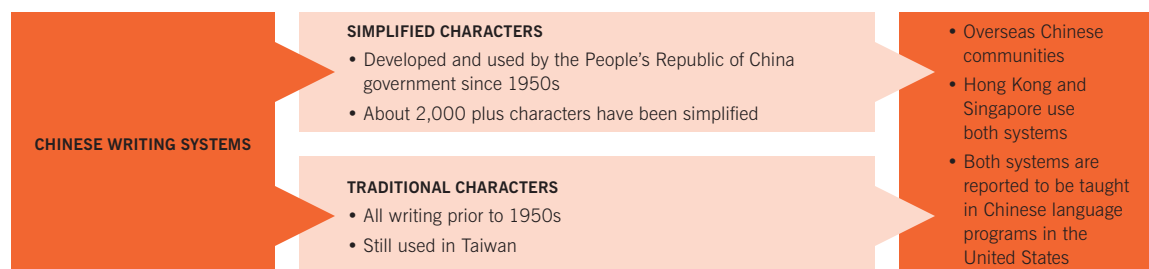 CHINESE WRITING SYSTEMS
SIMPLIFIED CHARACTERS
• Developed and used by the People’s Republic of China
government since 1950s
• About 2,000 plus characters have been simplified
TRADITIONAL CHARACTERS
• All writing prior to 1950s
• Still used in Taiwan
• Overseas Chinese
communities
• Hong Kong and
Singapore use
both systems
• Both systems are
reported to be taught
in Chinese language
programs in the
United States